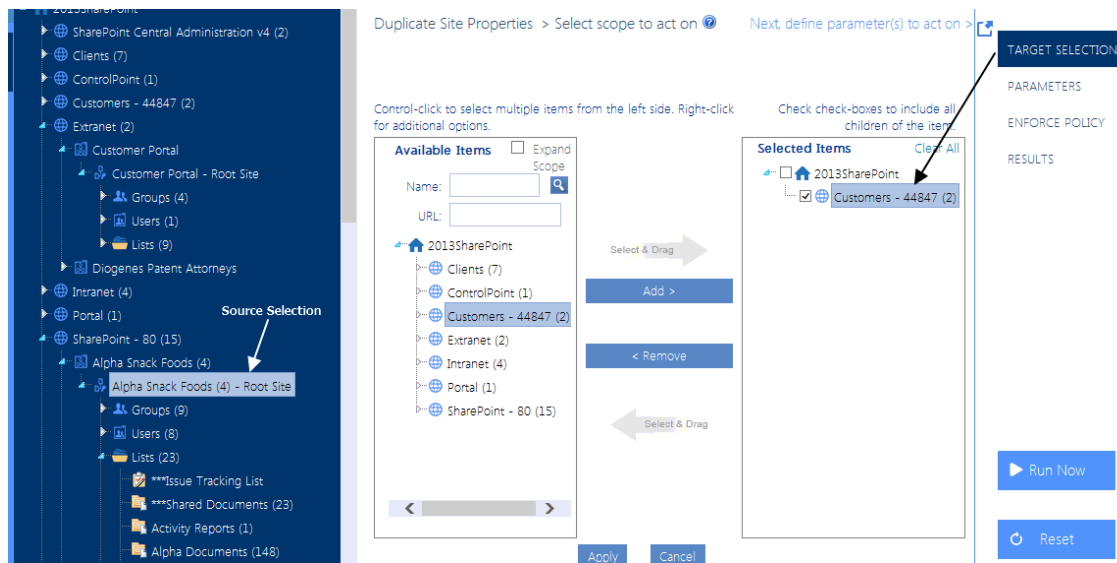 2013SharePoint
SharePoint Central Administration v4 (2)
Clients (7)
ControlPoint (1)
Customers - 44847 (2)
Extranet (2)
Customer Portal
Customer Portal - Root Site
Groups (4)
Users (1)
Lists (9)
Diogenes Patent Attorneys
Intranet (4)
Portal (1)
Source Selection
SharePoint - 80 (15)
Alpha Snack Foods (4)
Alpha Snack Foods (4) - Root Site
Groups (9)
Users (8)
Lists (23)
***Issue Tracking List
***Shared Documents (23)
Activity Reports (1)
Alpha Documents (148)
Duplicate Site Properties > Select scope to act on
Next, define parameter(s) to act on >
Control-click to select multiple items from the left side. Right-click
for additional options.
Check check-boxes to include all
children of the item.
Available Items
Expand
Scope
Name:
URL:
2013SharePoint
Clients (7)
ControlPoint (1)
Customers - 44847 (2)
Extranet (2)
Intranet (4)
Portal (1)
SharePoint - 80 (15)
Select & Drag
Add >
< Remove
Select & Drag
Selected Items
Clear All
2013SharePoint
Customers - 44847 (2)
Apply
Cancel
TARGET SELECTION
PARAMETERS
ENFORCE POLICY
RESULTS
Run Now
Reset